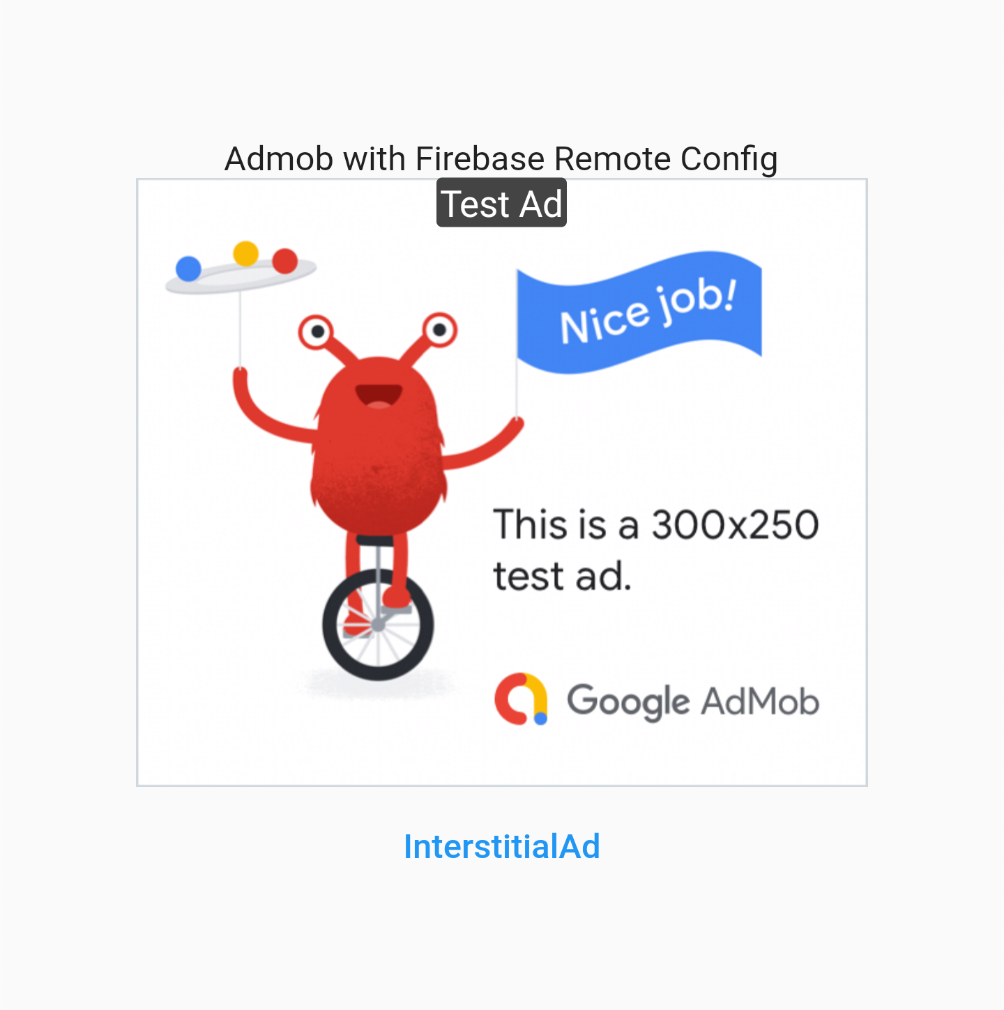 Admob with Firebase Remote Config
Test Ad
Nice job!
This is a 300x250
test ad.
Google AdMob
InterstitialAd